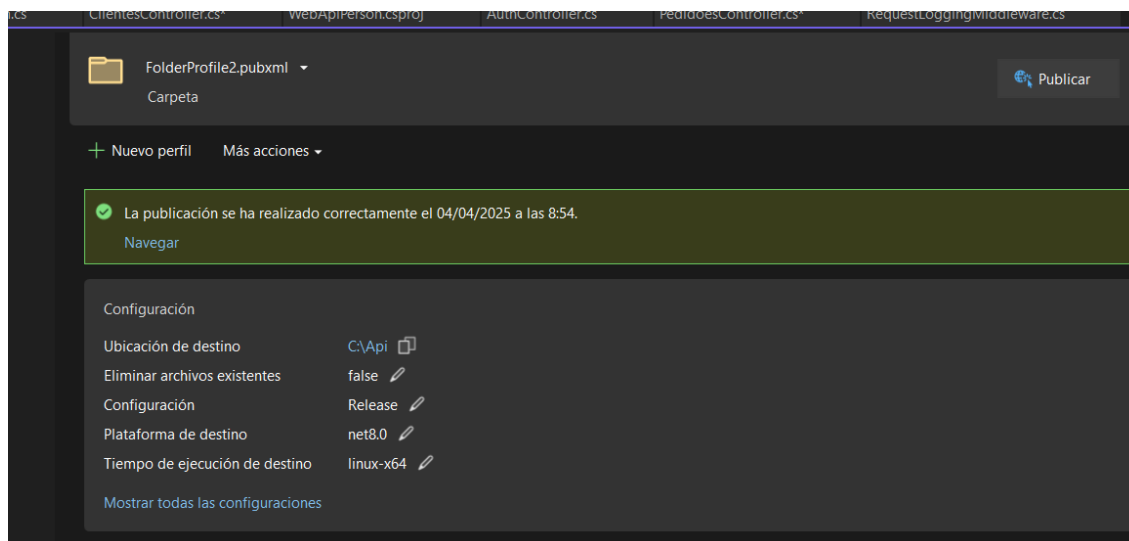 .cs ClientesController.cs* WebApiPerson.csproj AuthController.cs PedidoesController.cs* RequestLoggingMiddleware.cs
FolderProfile2.pubxml
Carpeta
Publicar
Nuevo perfil Más acciones
La publicación se ha realizado correctamente el 04/04/2025 a las 8:54.
Navegar
Configuración
Ubicación de destino C:\Api
Eliminar archivos existentes false
Configuración Release
Plataforma de destino net8.0
Tiempo de ejecución de destino linux-x64
Mostrar todas las configuraciones